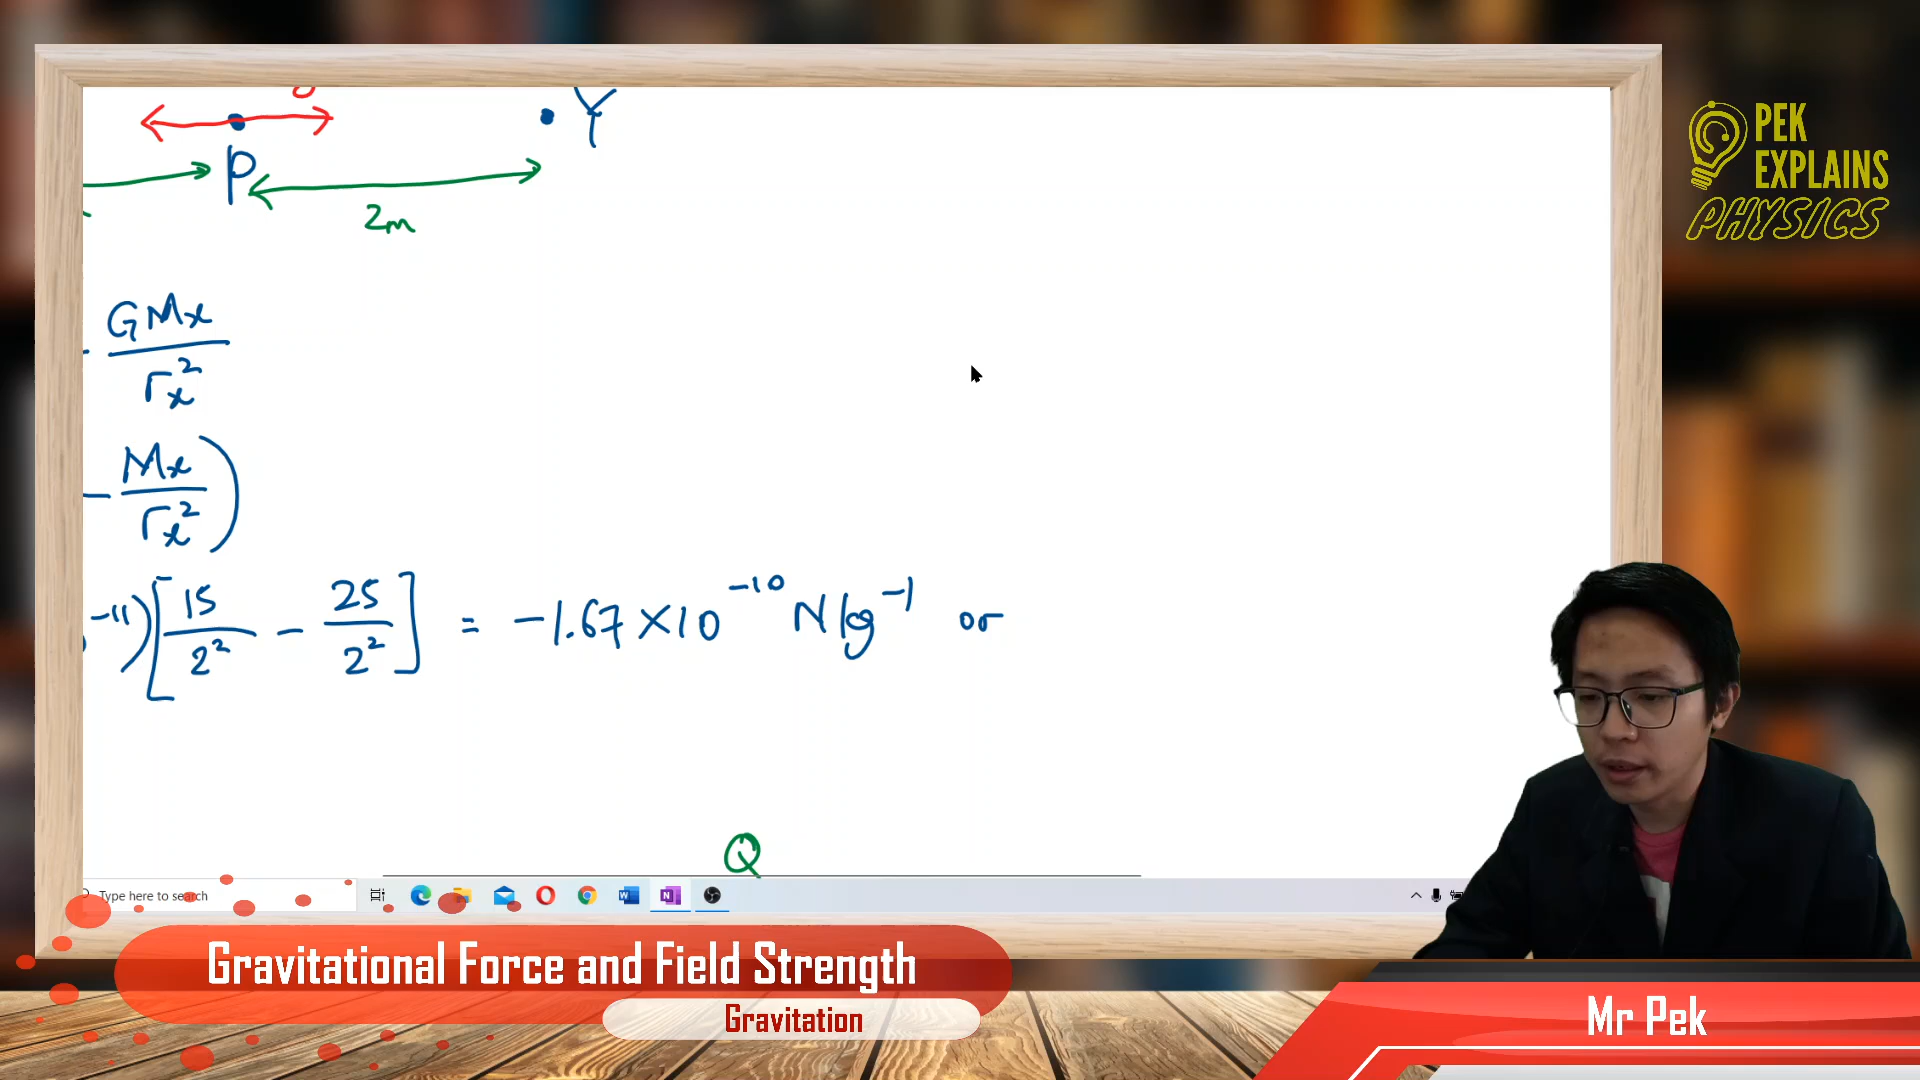 PEK
EXPLAINS
PHYSICS
Y
P
2m
GMx
rx²
- Mx
rx²
)
⁻¹¹)[15/2² - 25/2²] = -1.67 × 10⁻¹⁰ N kg⁻¹ or
Q
Type here to search
Gravitational Force and Field Strength
Gravitation
Mr Pek